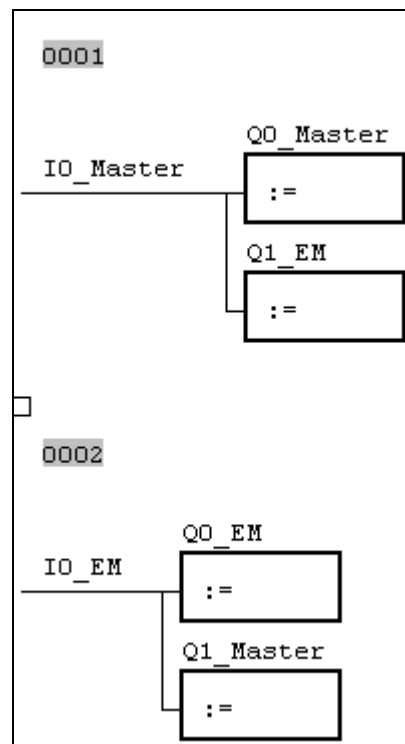 0001
Q0_Master
I0_Master
:=
Q1_EM
:=
0002
Q0_EM
I0_EM
:=
Q1_Master
:=